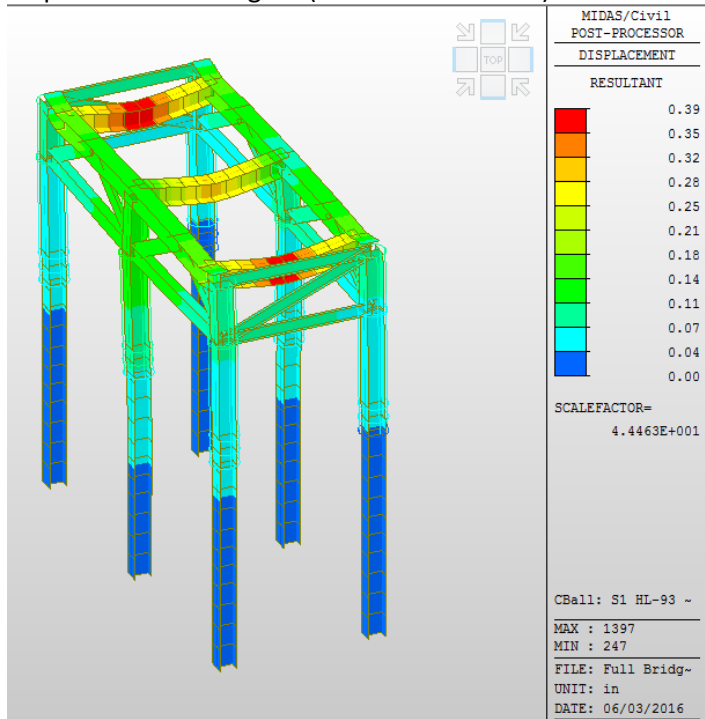 TOP
MIDAS/Civil
POST-PROCESSOR
DISPLACEMENT
RESULTANT
0.39
0.35
0.32
0.28
0.25
0.21
0.18
0.14
0.11
0.07
0.04
0.00
SCALEFACTOR=
4.4463E+001
CBall: S1 HL-93 ~
MAX : 1397
MIN : 247
FILE: Full Bridg~
UNIT: in
DATE: 06/03/2016